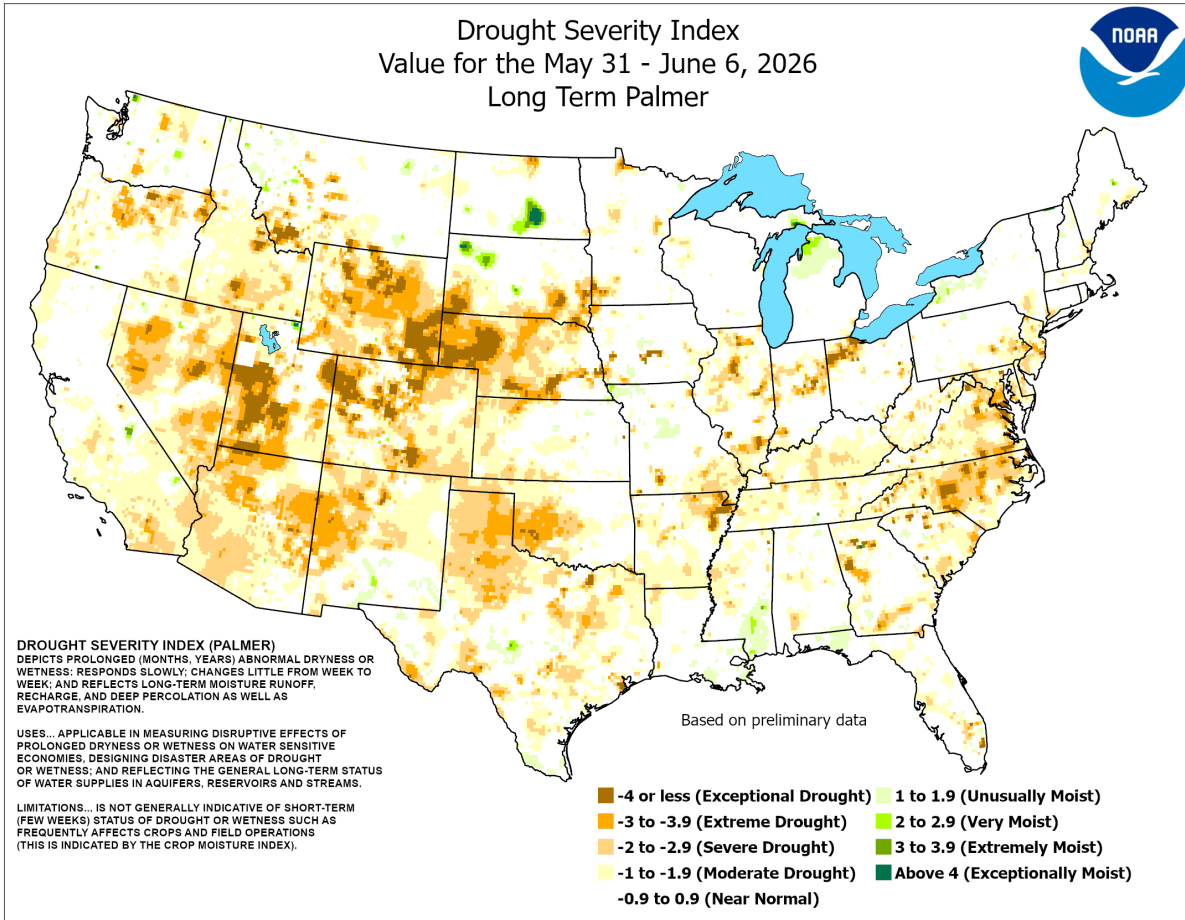 Drought Severity Index
Value for the May 31 - June 6, 2026
Long Term Palmer
NOAA
DROUGHT SEVERITY INDEX (PALMER)
DEPICTS PROLONGED (MONTHS, YEARS) ABNORMAL DRYNESS OR
WETNESS: RESPONDS SLOWLY; CHANGES LITTLE FROM WEEK TO
WEEK; AND REFLECTS LONG-TERM MOISTURE RUNOFF,
RECHARGE, AND DEEP PERCOLATION AS WELL AS
EVAPOTRANSPIRATION.
USES... APPLICABLE IN MEASURING DISRUPTIVE EFFECTS OF
PROLONGED DRYNESS OR WETNESS ON WATER SENSITIVE
ECONOMIES, DESIGNING DISASTER AREAS OF DROUGHT
OR WETNESS; AND REFLECTING THE GENERAL LONG-TERM STATUS
OF WATER SUPPLIES IN AQUIFERS, RESERVOIRS AND STREAMS.
LIMITATIONS... IS NOT GENERALLY INDICATIVE OF SHORT-TERM
(FEW WEEKS) STATUS OF DROUGHT OR WETNESS SUCH AS
FREQUENTLY AFFECTS CROPS AND FIELD OPERATIONS
(THIS IS INDICATED BY THE CROP MOISTURE INDEX).
Based on preliminary data
-4 or less (Exceptional Drought)
-3 to -3.9 (Extreme Drought)
-2 to -2.9 (Severe Drought)
-1 to -1.9 (Moderate Drought)
-0.9 to 0.9 (Near Normal)
1 to 1.9 (Unusually Moist)
2 to 2.9 (Very Moist)
3 to 3.9 (Extremely Moist)
Above 4 (Exceptionally Moist)